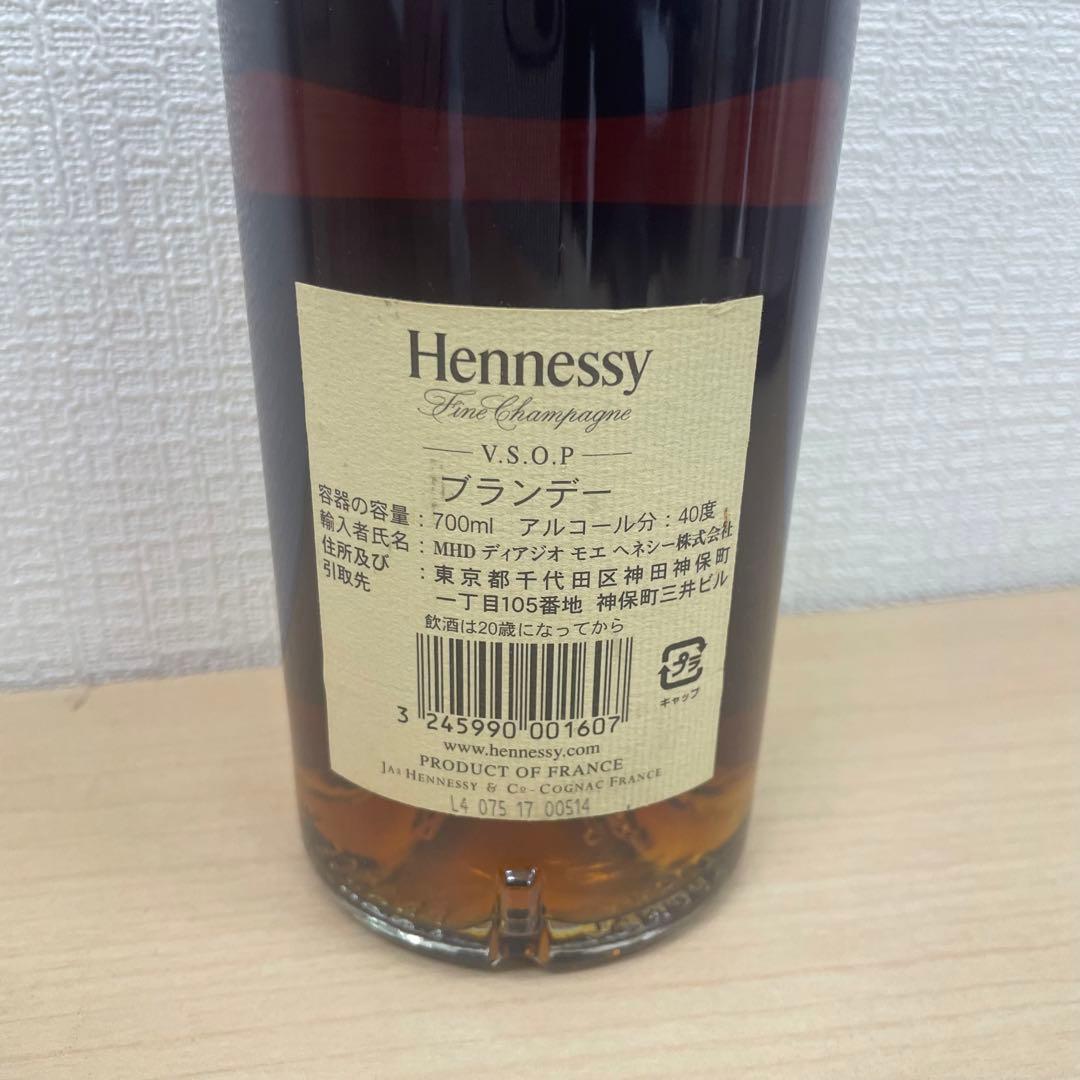 Hennessy
Fine Champagne
V.S.O.P
ブランデー
容器の容量：700ml アルコール分：40度
輸入者氏名：MHD ディアジオ モエ ヘネシー株式会社
住所及び引取先：東京都千代田区神田神保町
一丁目105番地 神保町三井ビル
飲酒は20歳になってから
プラ
キャップ
3 245990 001607
www.hennessy.com
PRODUCT OF FRANCE
JAs HENNESSY & Co - COGNAC FRANCE
L4 075 17 00514